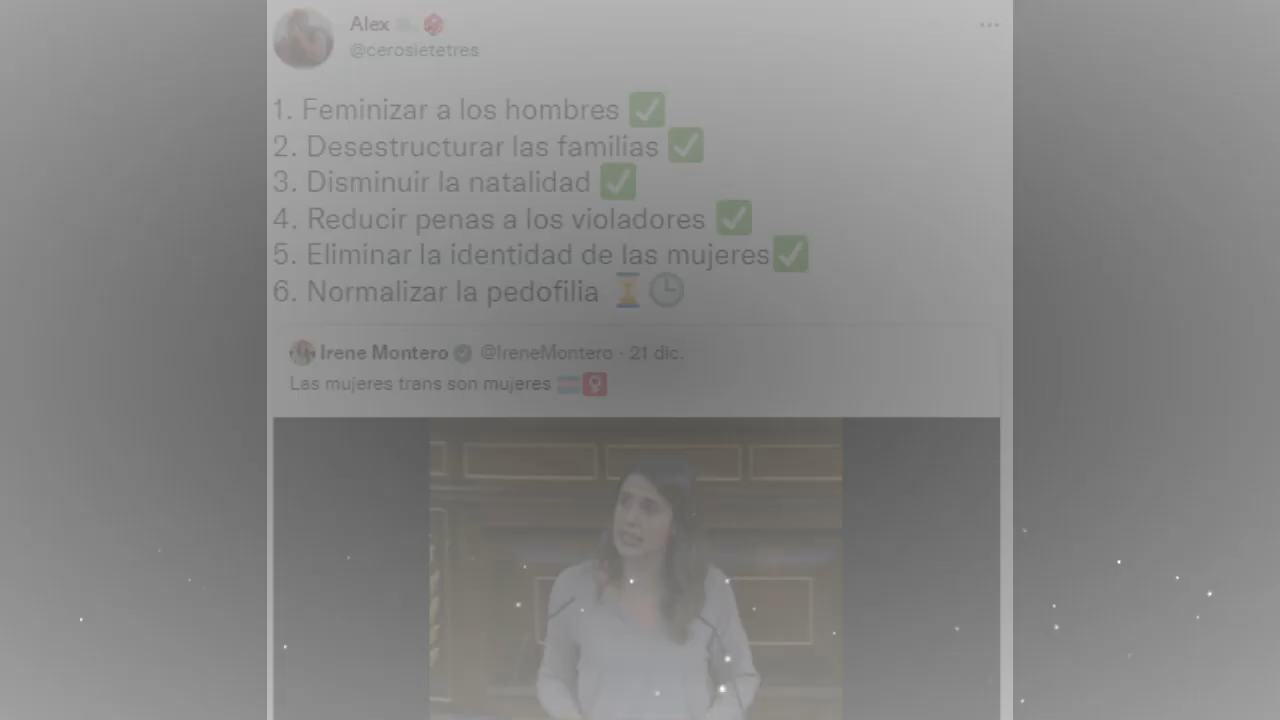 Alex
@cerosietetres
1. Feminizar a los hombres ✅
2. Desestructurar las familias ✅
3. Disminuir la natalidad ✅
4. Reducir penas a los violadores ✅
5. Eliminar la identidad de las mujeres✅
6. Normalizar la pedofilia ⏳🕒
Irene Montero @IreneMontero · 21 dic.
Las mujeres trans son mujeres